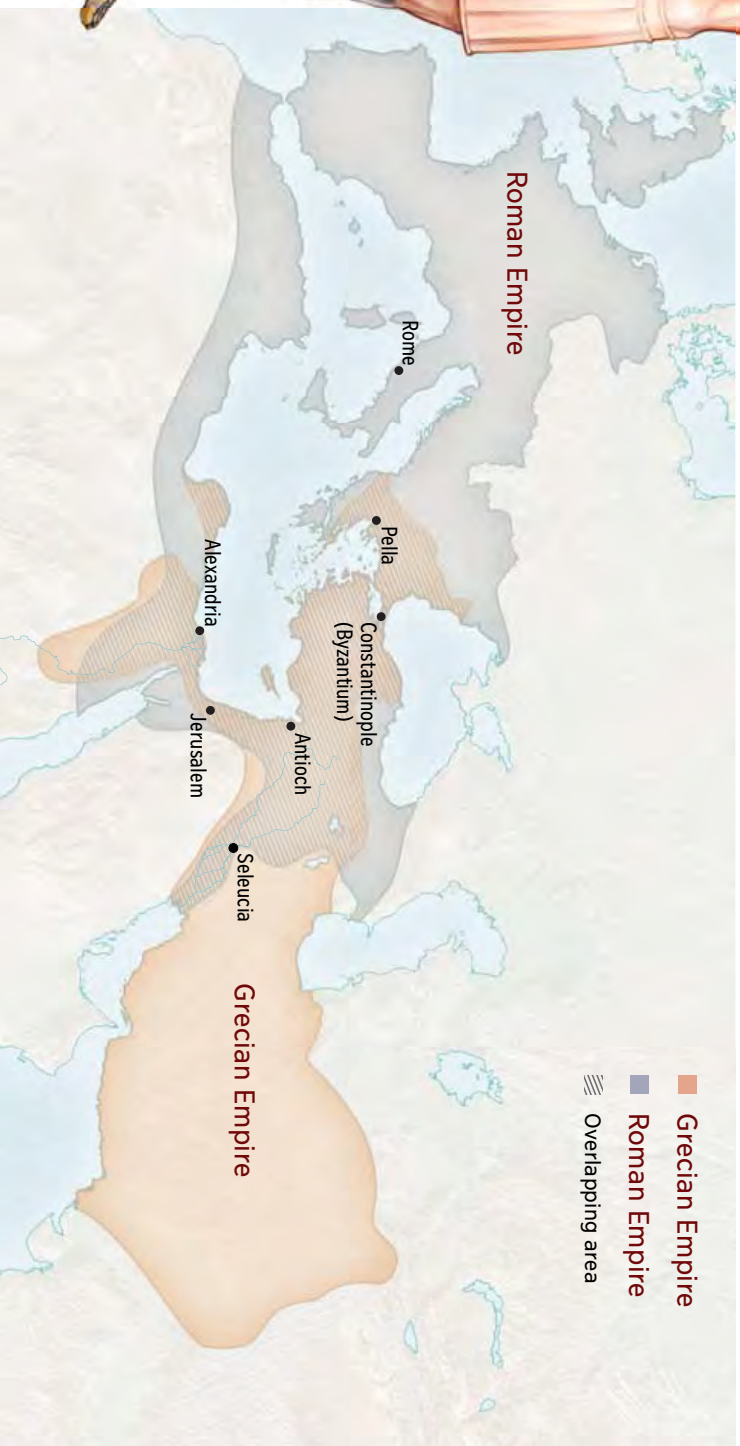 Grecian Empire
Roman Empire
Overlapping area
Roman Empire
Rome
Pella
Constantinople
(Byzantium)
Alexandria
Antioch
Jerusalem
Seleucia
Grecian Empire